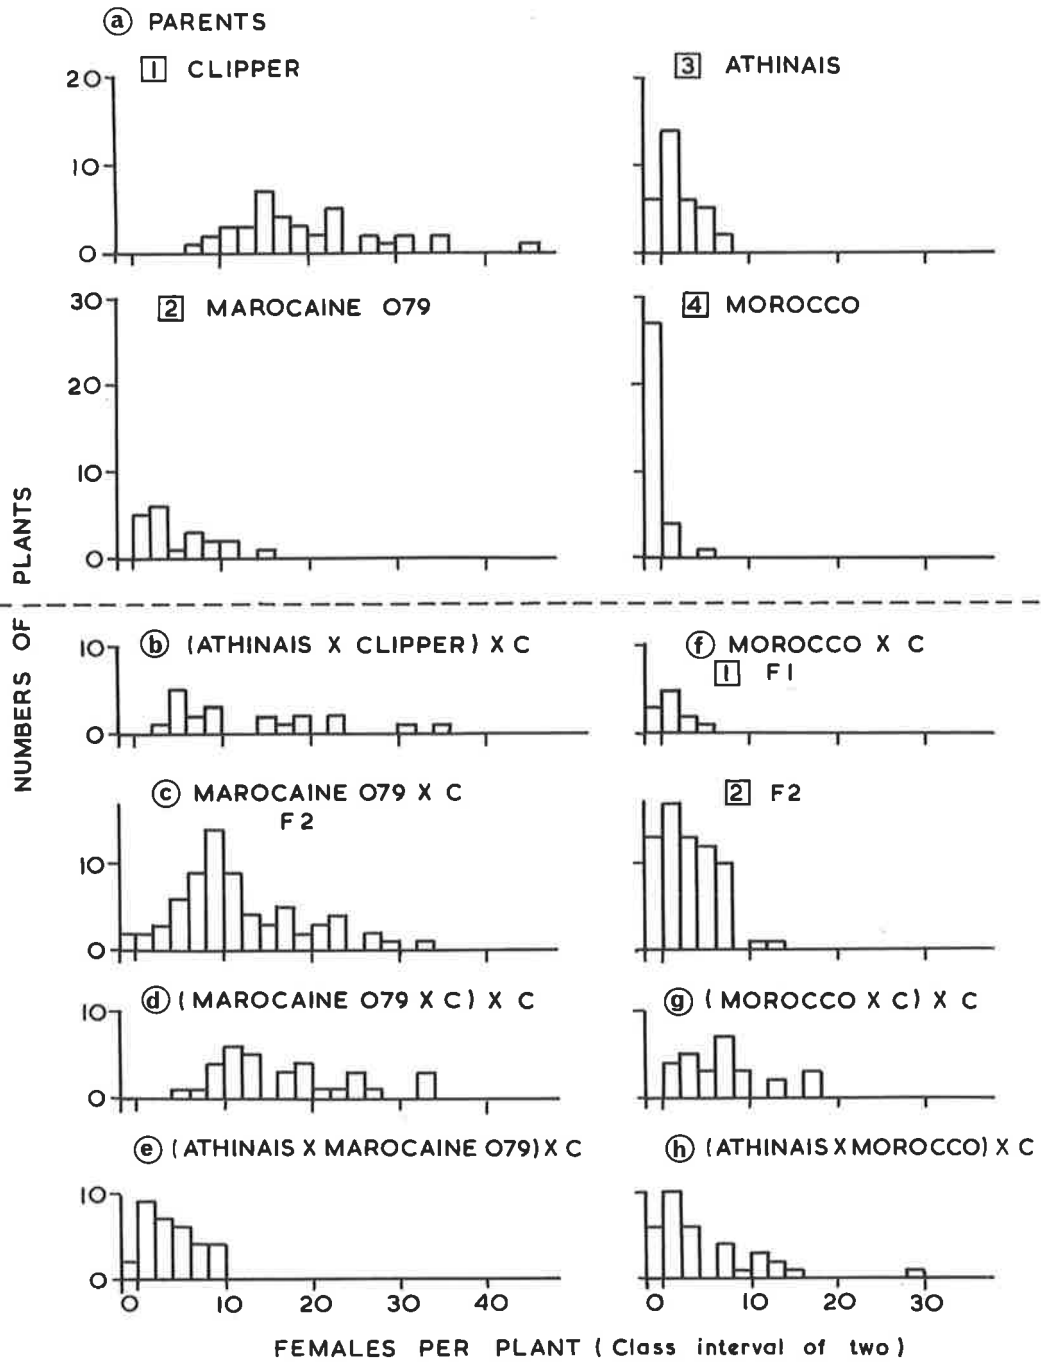 ⓐ PARENTS
1 CLIPPER
20
10
0
3 ATHINAIS
30
20
10
0
2 MAROCAINE 079
4 MOROCCO
NUMBERS OF PLANTS
ⓑ (ATHINAIS X CLIPPER) X C
10
0
ⓕ MOROCCO X C
1 F1
ⓒ MAROCAINE 079 X C
F2
10
0
2 F2
ⓓ (MAROCAINE 079 X C) X C
10
0
ⓖ (MOROCCO X C) X C
ⓔ (ATHINAIS X MAROCAINE 079) X C
10
0
ⓗ (ATHINAIS X MOROCCO) X C
0 10 20 30 40
0 10 20 30
FEMALES PER PLANT (Class interval of two)